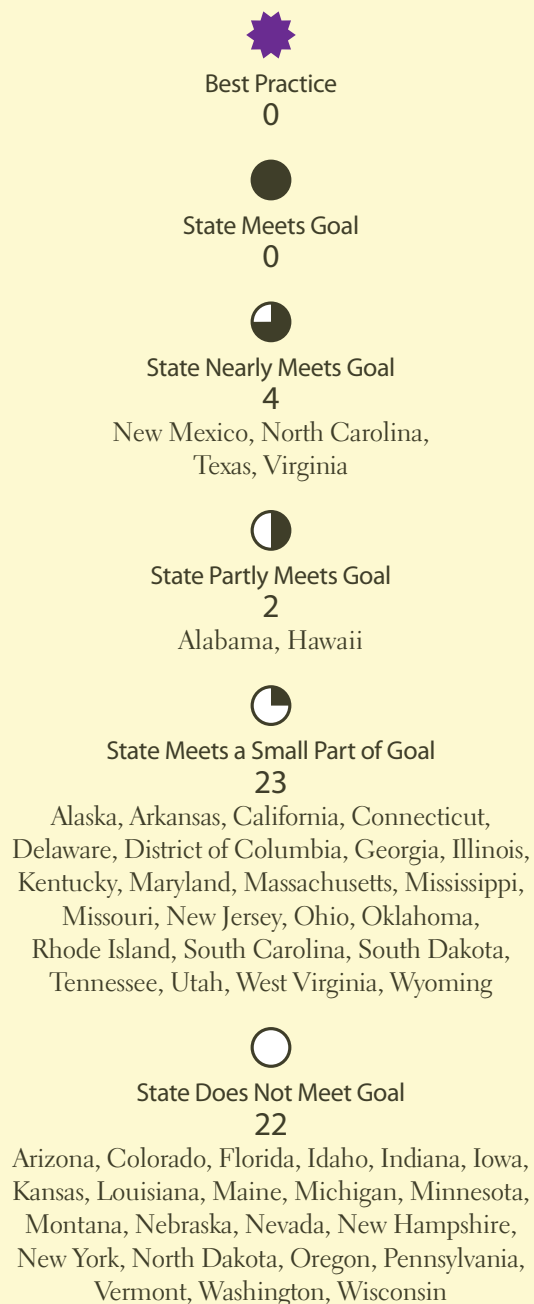 Best Practice
0
State Meets Goal
0
State Nearly Meets Goal
4
New Mexico, North Carolina,
Texas, Virginia
State Partly Meets Goal
2
Alabama, Hawaii
State Meets a Small Part of Goal
23
Alaska, Arkansas, California, Connecticut,
Delaware, District of Columbia, Georgia, Illinois,
Kentucky, Maryland, Massachusetts, Mississippi,
Missouri, New Jersey, Ohio, Oklahoma,
Rhode Island, South Carolina, South Dakota,
Tennessee, Utah, West Virginia, Wyoming
State Does Not Meet Goal
22
Arizona, Colorado, Florida, Idaho, Indiana, Iowa,
Kansas, Louisiana, Maine, Michigan, Minnesota,
Montana, Nebraska, Nevada, New Hampshire,
New York, North Dakota, Oregon, Pennsylvania,
Vermont, Washington, Wisconsin